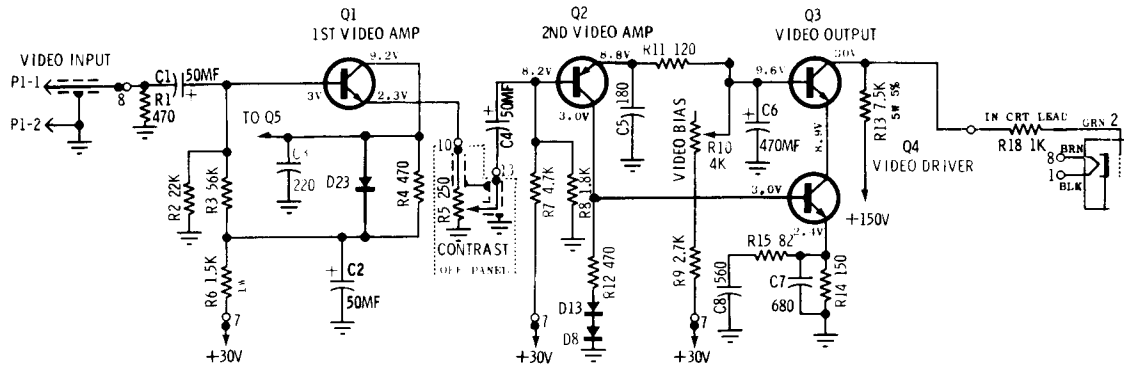 Q1
1ST VIDEO AMP
Q2
2ND VIDEO AMP
Q3
VIDEO OUTPUT
VIDEO INPUT
P1-1
P1-2
8
C1
50MF
+
R1
470
9.2V
3V
2.3V
TO Q5
220
D23
R4 470
R2 22K
R3 56K
R6 1.5K
1W
+
C2
50MF
7
+30V
10
R5 250
13
CONTRAST
OFF PANEL
C4
50MF
+
8.2V
8.8V
3.0V
R7 4.7K
R8 1.8K
7
+30V
C5
180
R11 120
R12 470
D13
D8
VIDEO BIAS
R10
4K
R9 2.7K
7
+30V
9.6V
+
C6
470MF
30V
8.9V
R13 7.5K
5W 5%
Q4
VIDEO DRIVER
+150V
3.0V
2.4V
R15 82
C8 560
C7
680
R14 150
IN CRT LEAD
R18 1K
GRN 2
BRN
8
1
BLK